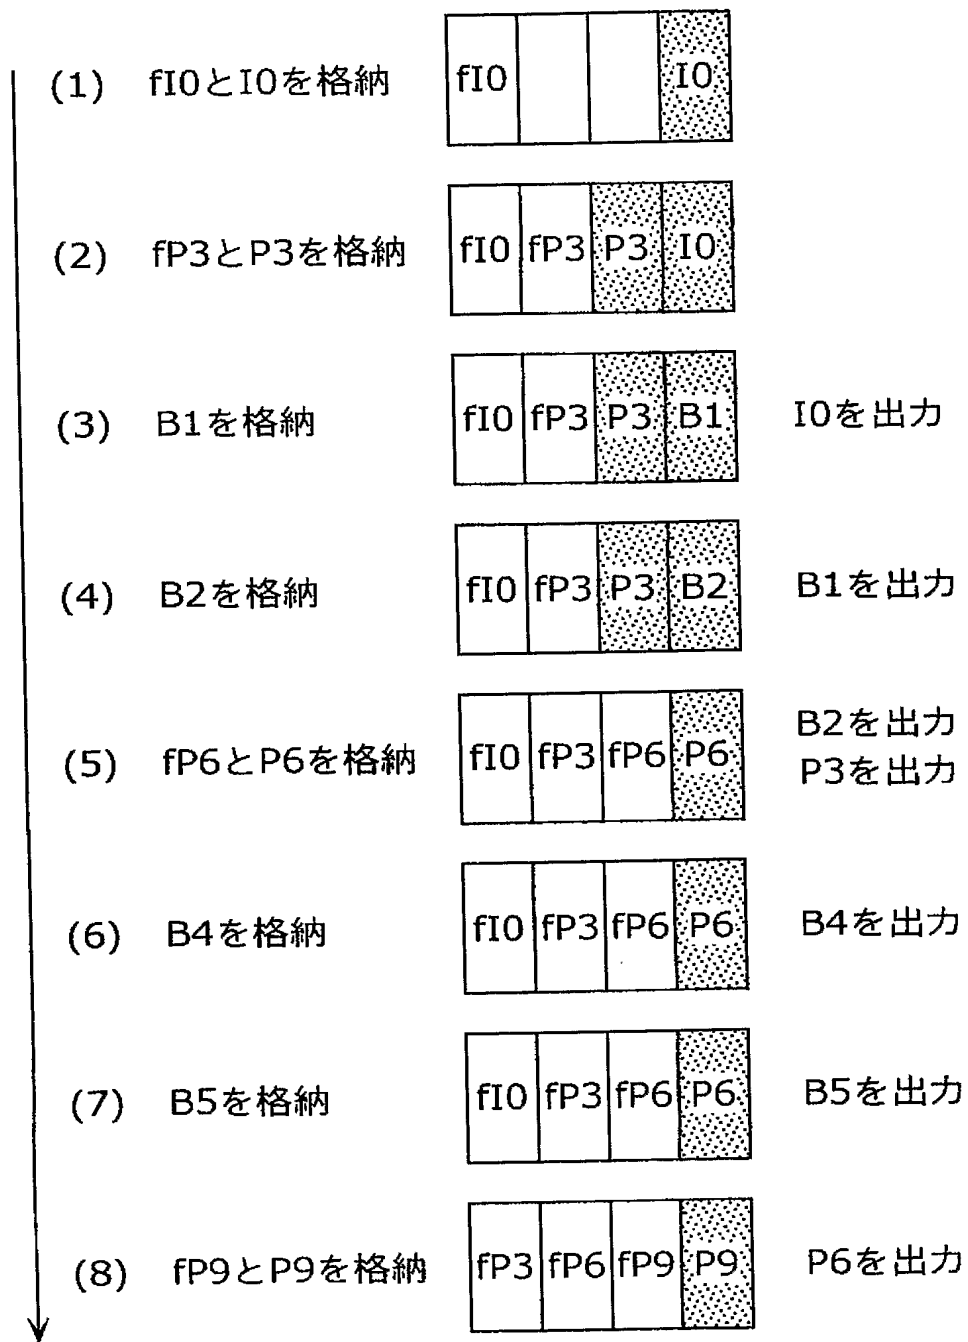 (1) fI0とI0を格納 fI0 I0
(2) fP3とP3を格納 fI0 fP3 P3 I0
(3) B1を格納 fI0 fP3 P3 B1 I0を出力
(4) B2を格納 fI0 fP3 P3 B2 B1を出力
(5) fP6とP6を格納 fI0 fP3 fP6 P6 B2を出力
P3を出力
(6) B4を格納 fI0 fP3 fP6 P6 B4を出力
(7) B5を格納 fI0 fP3 fP6 P6 B5を出力
(8) fP9とP9を格納 fP3 fP6 fP9 P9 P6を出力